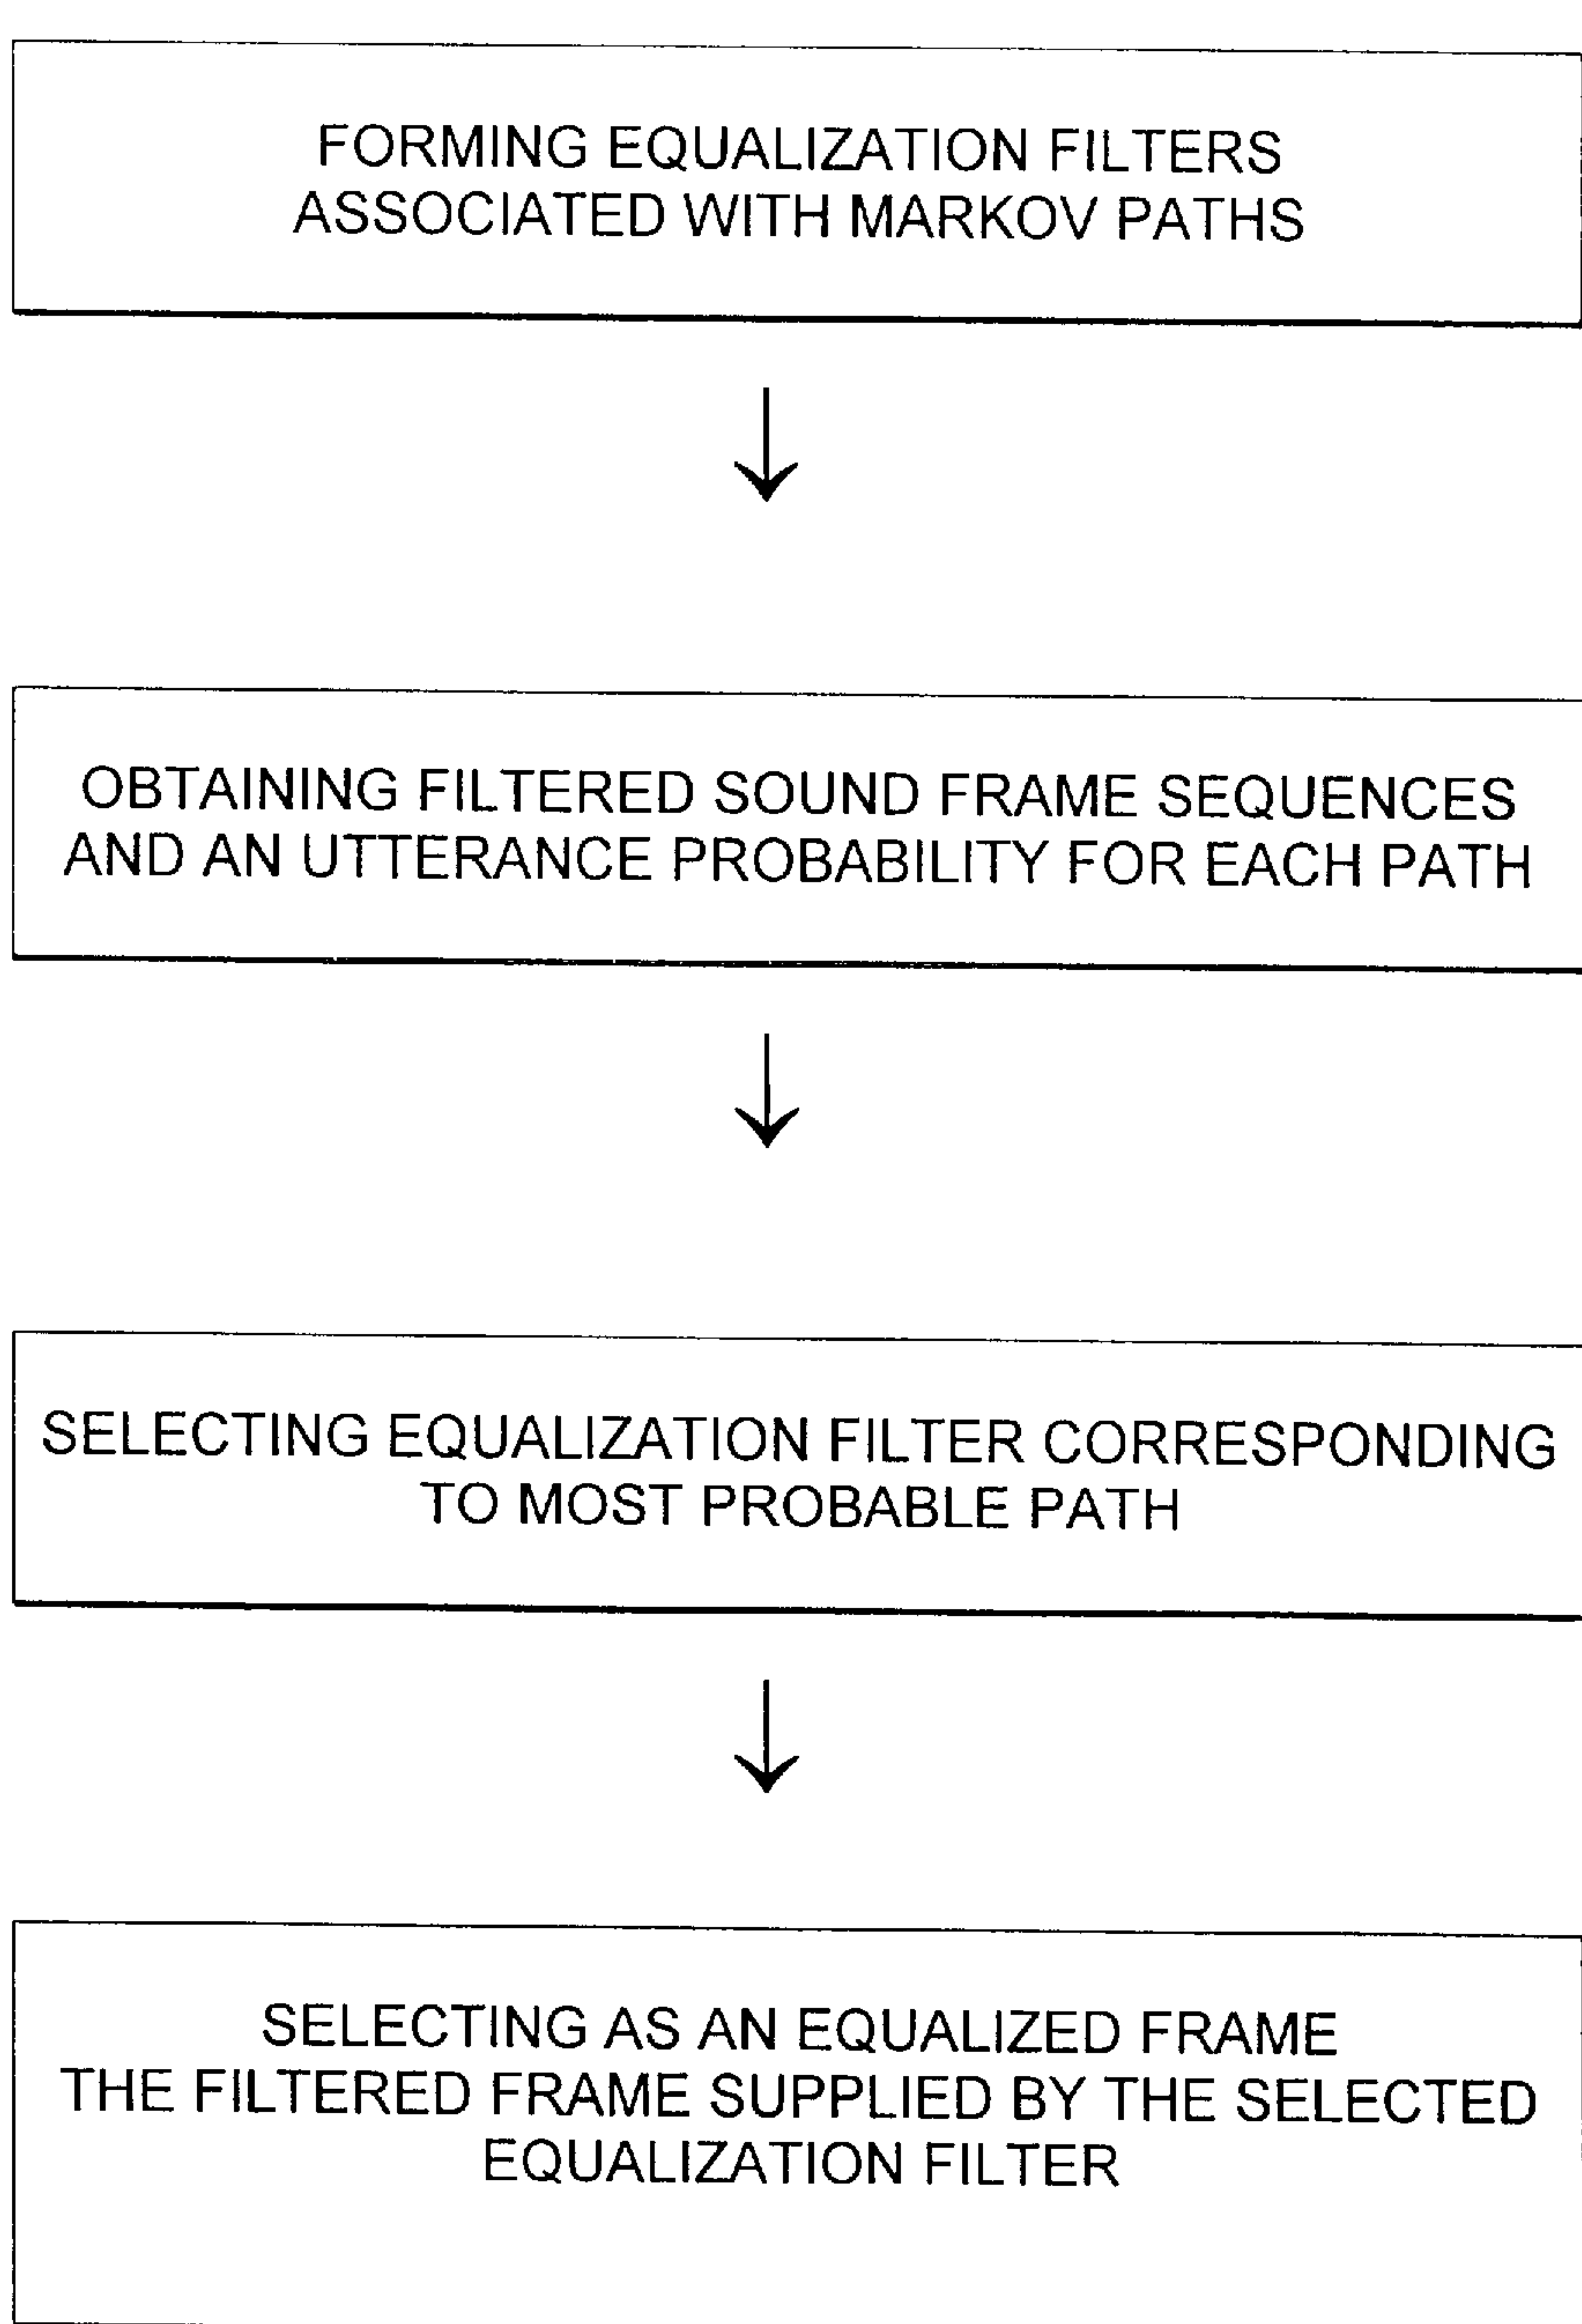 FORMING EQUALIZATION FILTERS
ASSOCIATED WITH MARKOV PATHS
OBTAINING FILTERED SOUND FRAME SEQUENCES
AND AN UTTERANCE PROBABILITY FOR EACH PATH
SELECTING EQUALIZATION FILTER CORRESPONDING
TO MOST PROBABLE PATH
SELECTING AS AN EQUALIZED FRAME
THE FILTERED FRAME SUPPLIED BY THE SELECTED
EQUALIZATION FILTER